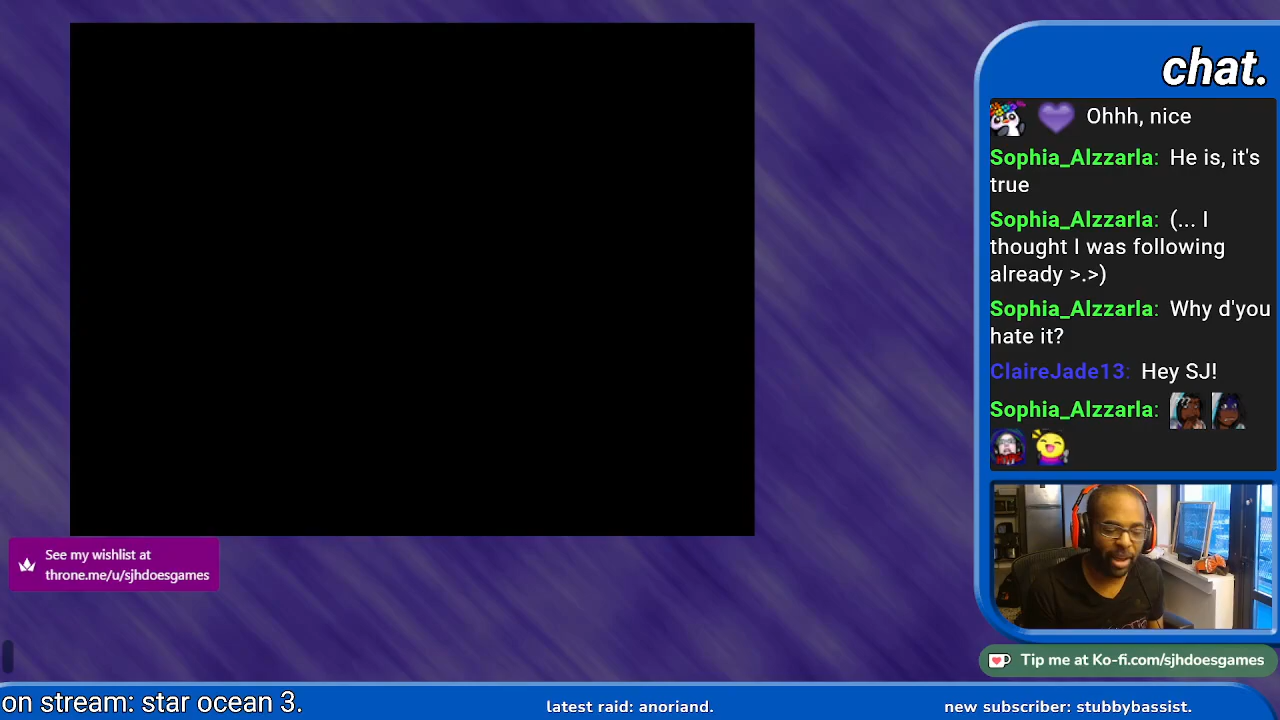 chat.
Ohhh, nice
Sophia_Alzzarla: He is, it's
true
Sophia_Alzzarla: (... I
thought I was following
already >.>)
Sophia_Alzzarla: Why d'you
hate it?
ClaireJade13: Hey SJ!
Sophia_Alzzarla:
See my wishlist at
throne.me/u/sjhdoesgames
Tip me at Ko-fi.com/sjhdoesgames
on stream: star ocean 3.
latest raid: anoriand.
new subscriber: stubbybassist.